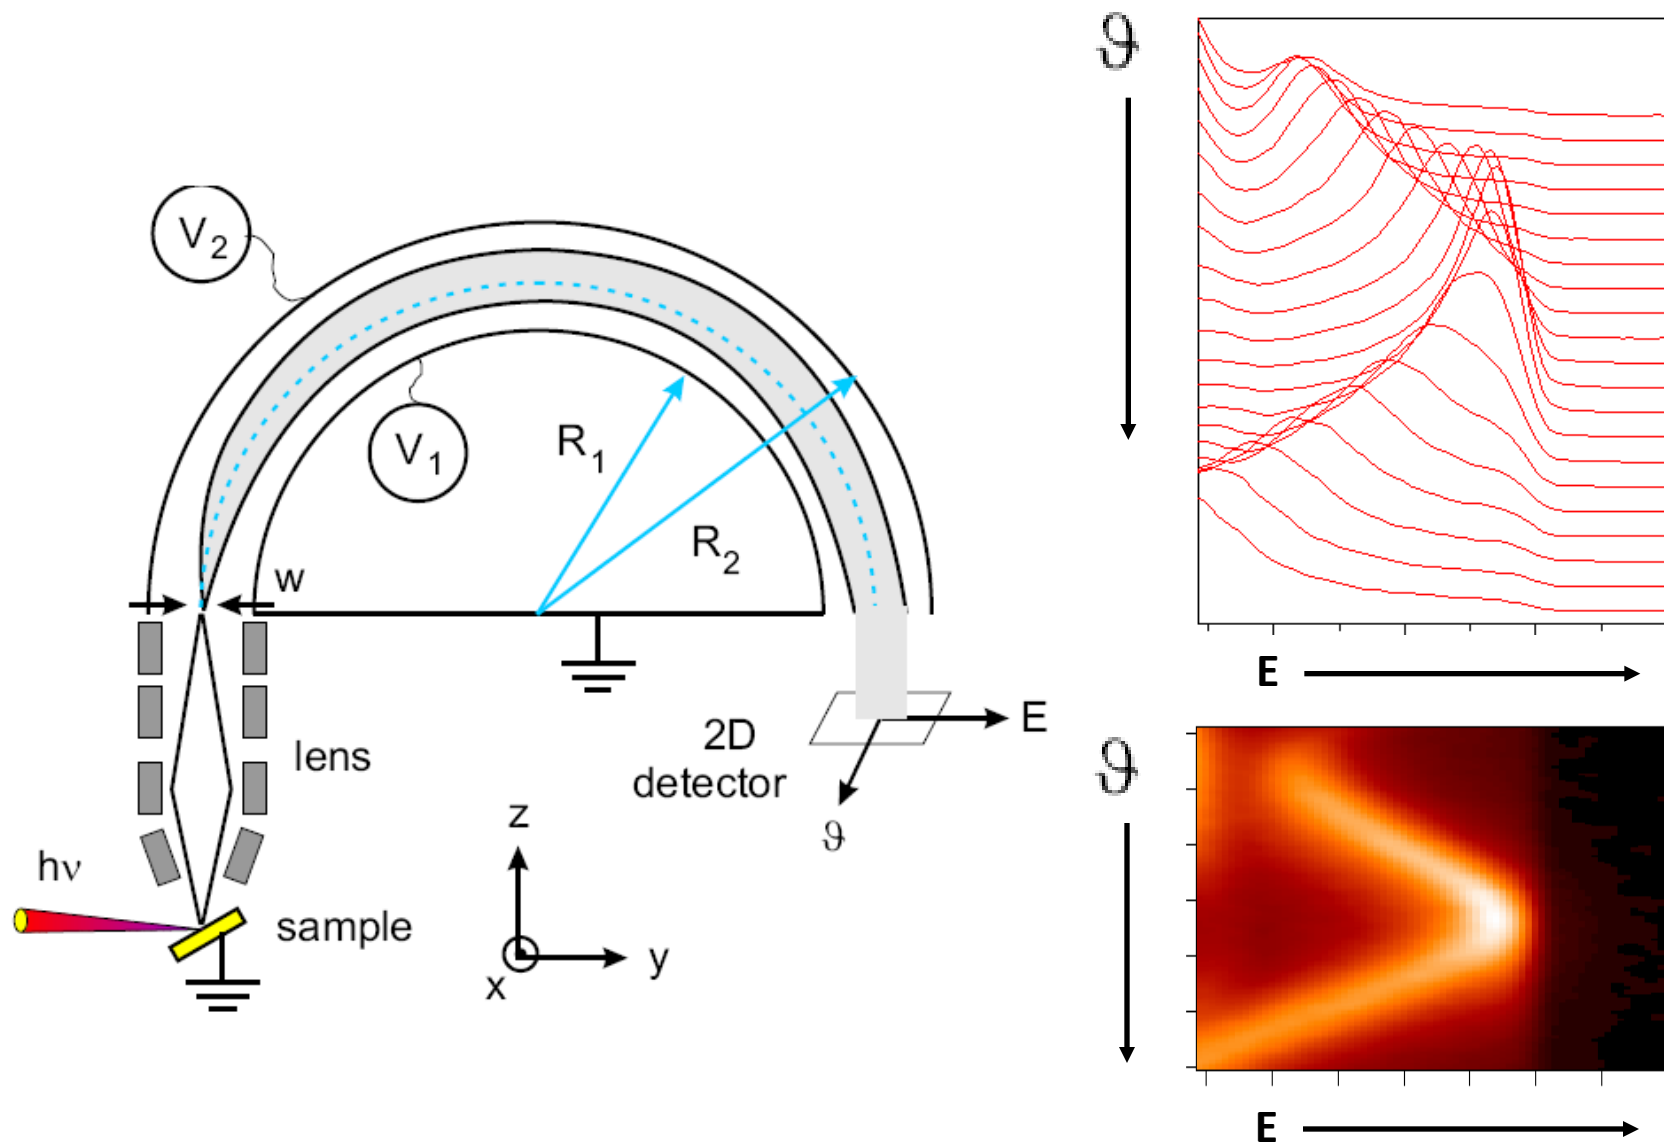 ϑ
V2
V1
R1
R2
w
E
E
2D
detector
ϑ
lens
z
y
x
hν
sample
ϑ
E